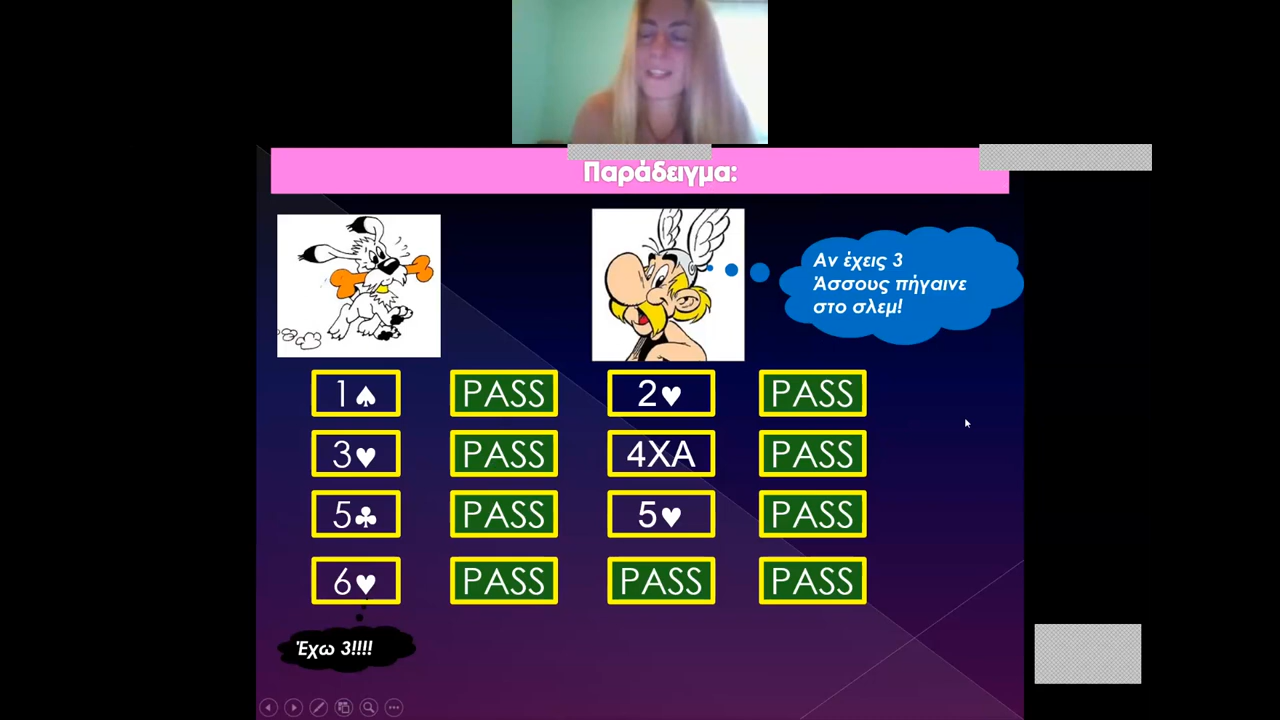 Παράδειγμα:
Αν έχεις 3
Άσσους πήγαινε
στο σλεμ!
1♠ PASS 2♥ PASS
3♥ PASS 4ΧΑ PASS
5♣ PASS 5♥ PASS
6♥ PASS PASS PASS
Έχω 3!!!!